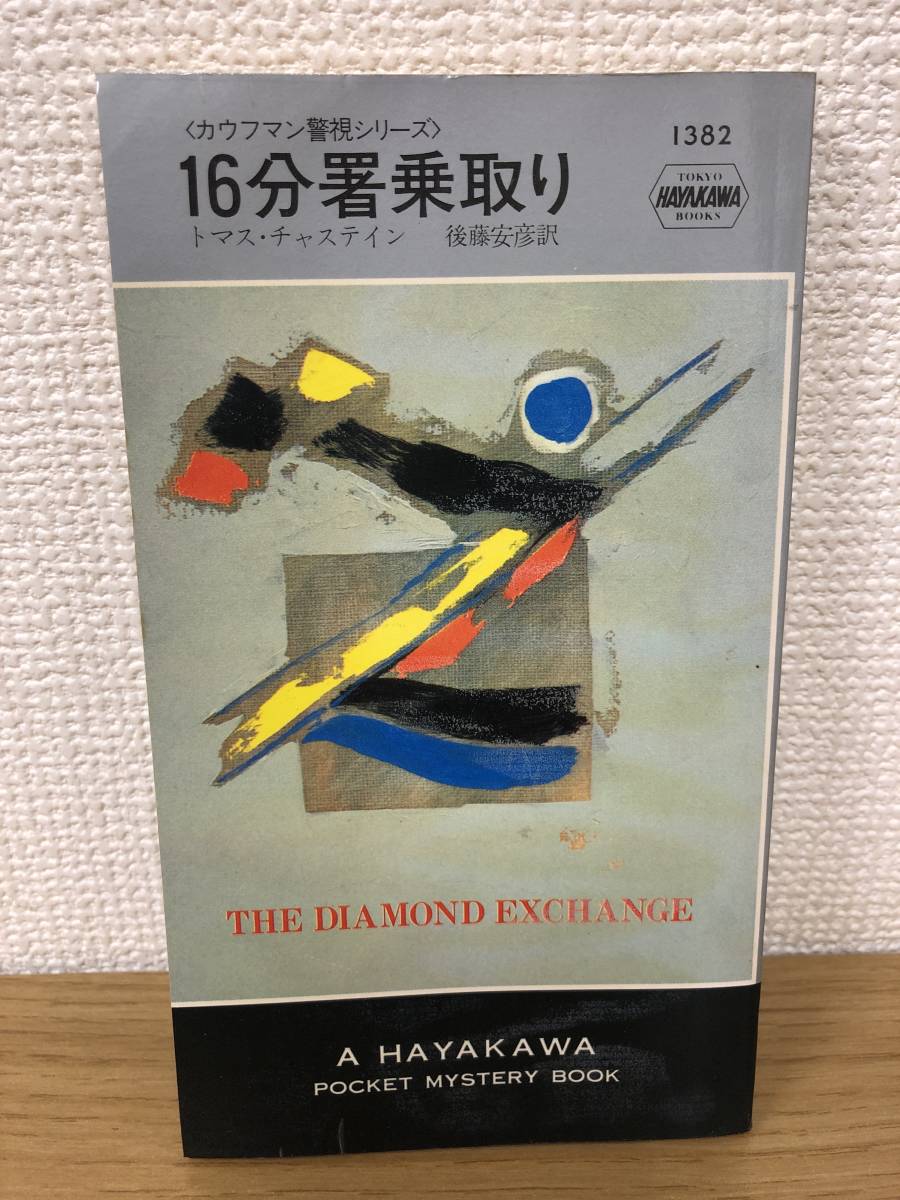 〈カウフマン警視シリーズ〉
16分署乗取り
トマス・チャステイン 後藤安彦訳
1382
TOKYO
HAYAKAWA
BOOKS
THE DIAMOND EXCHANGE
A HAYAKAWA
POCKET MYSTERY BOOK